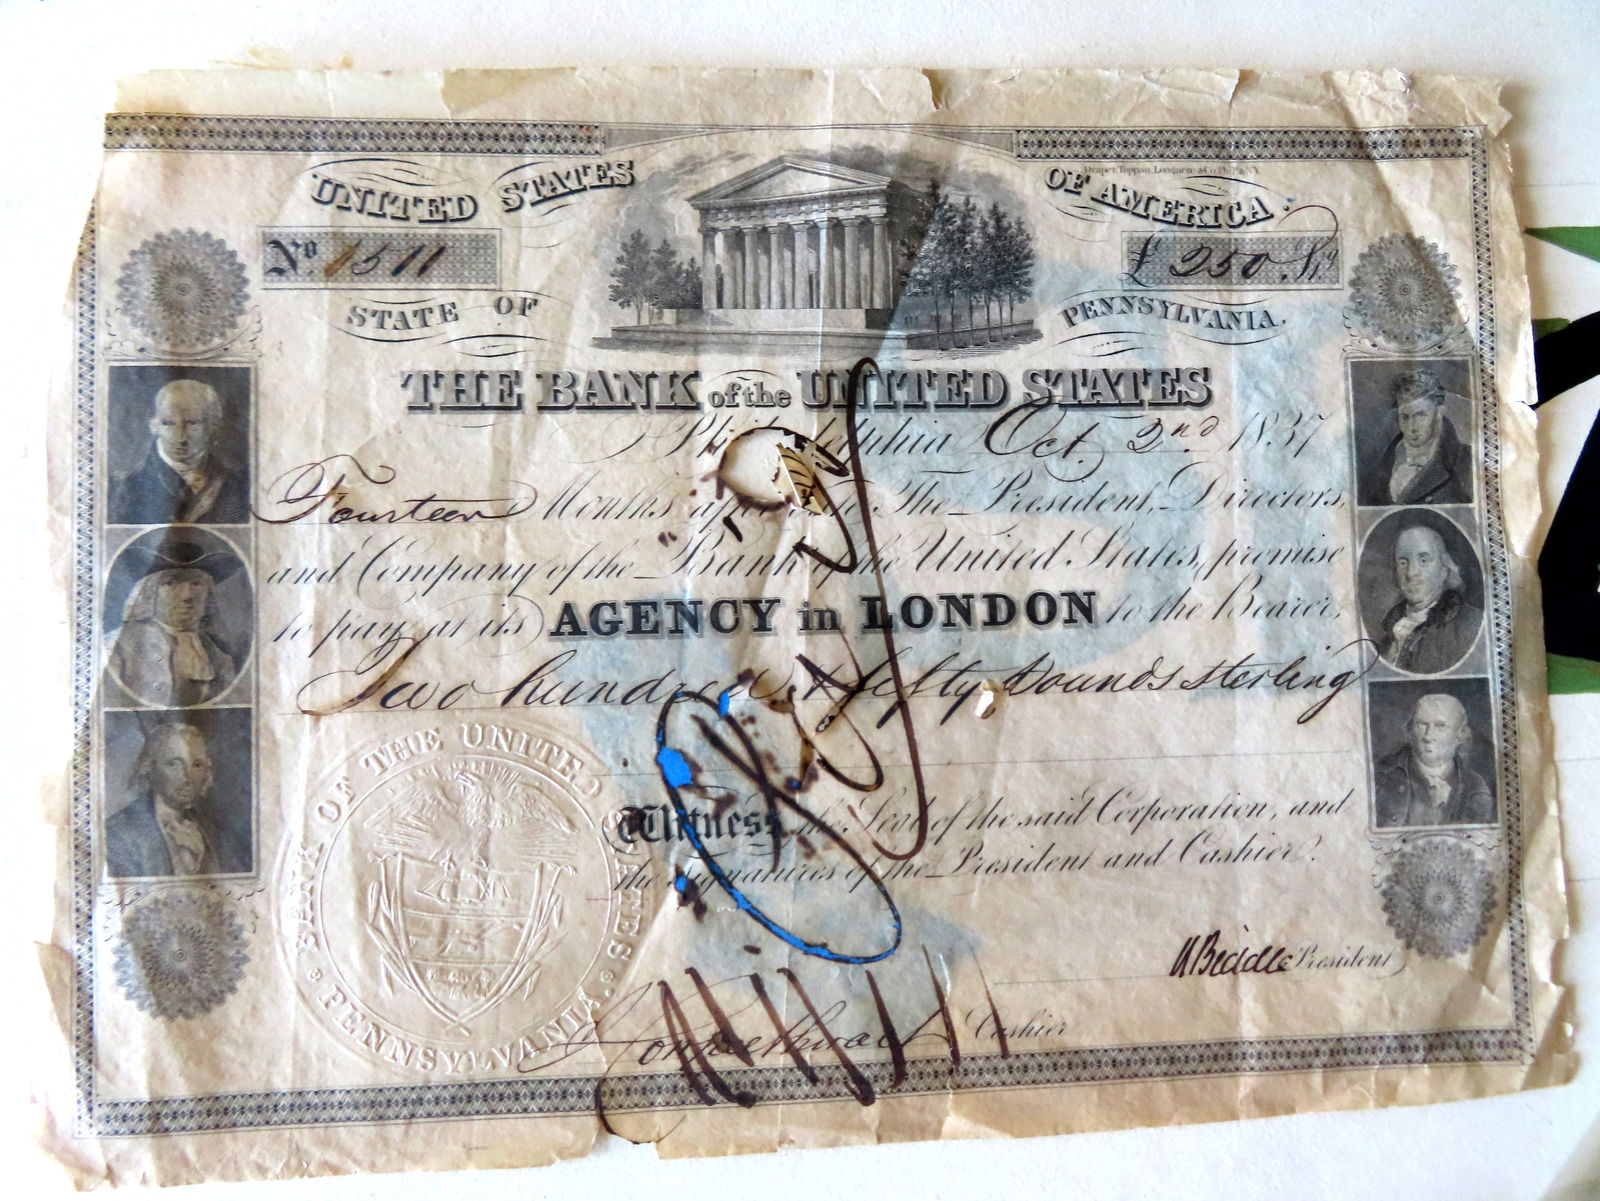 UNITED STATES OF AMERICA.
Draper, Toppan, Longacre & Co.
No. 1511
£ 250. Stg
STATE OF PENNSYLVANIA.
THE BANK of the UNITED STATES
Philadelphia Oct. 2nd 1837
Fourteen Months after date The President, Directors,
and Company of the Bank of the United States, promise
to pay at its AGENCY in LONDON to the Bearer,
Two hundred & fifty Pounds sterling
Witness the Seal of the said Corporation, and
the Signatures of the President and Cashier.
BANK OF THE UNITED STATES
PENNSYLVANIA.
N Biddle President
Cashier